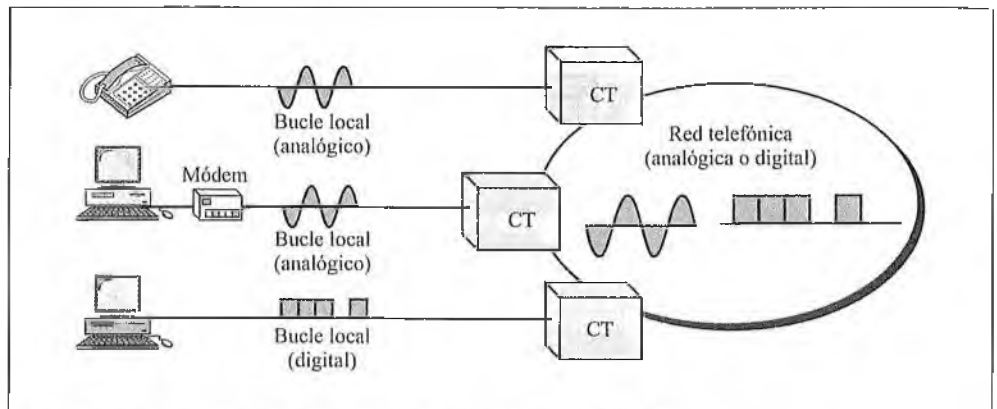 CT
Bucle local
(analógico)
Red telefónica
(analógica o digital)
Módem
CT
Bucle local
(analógico)
CT
Bucle local
(digital)